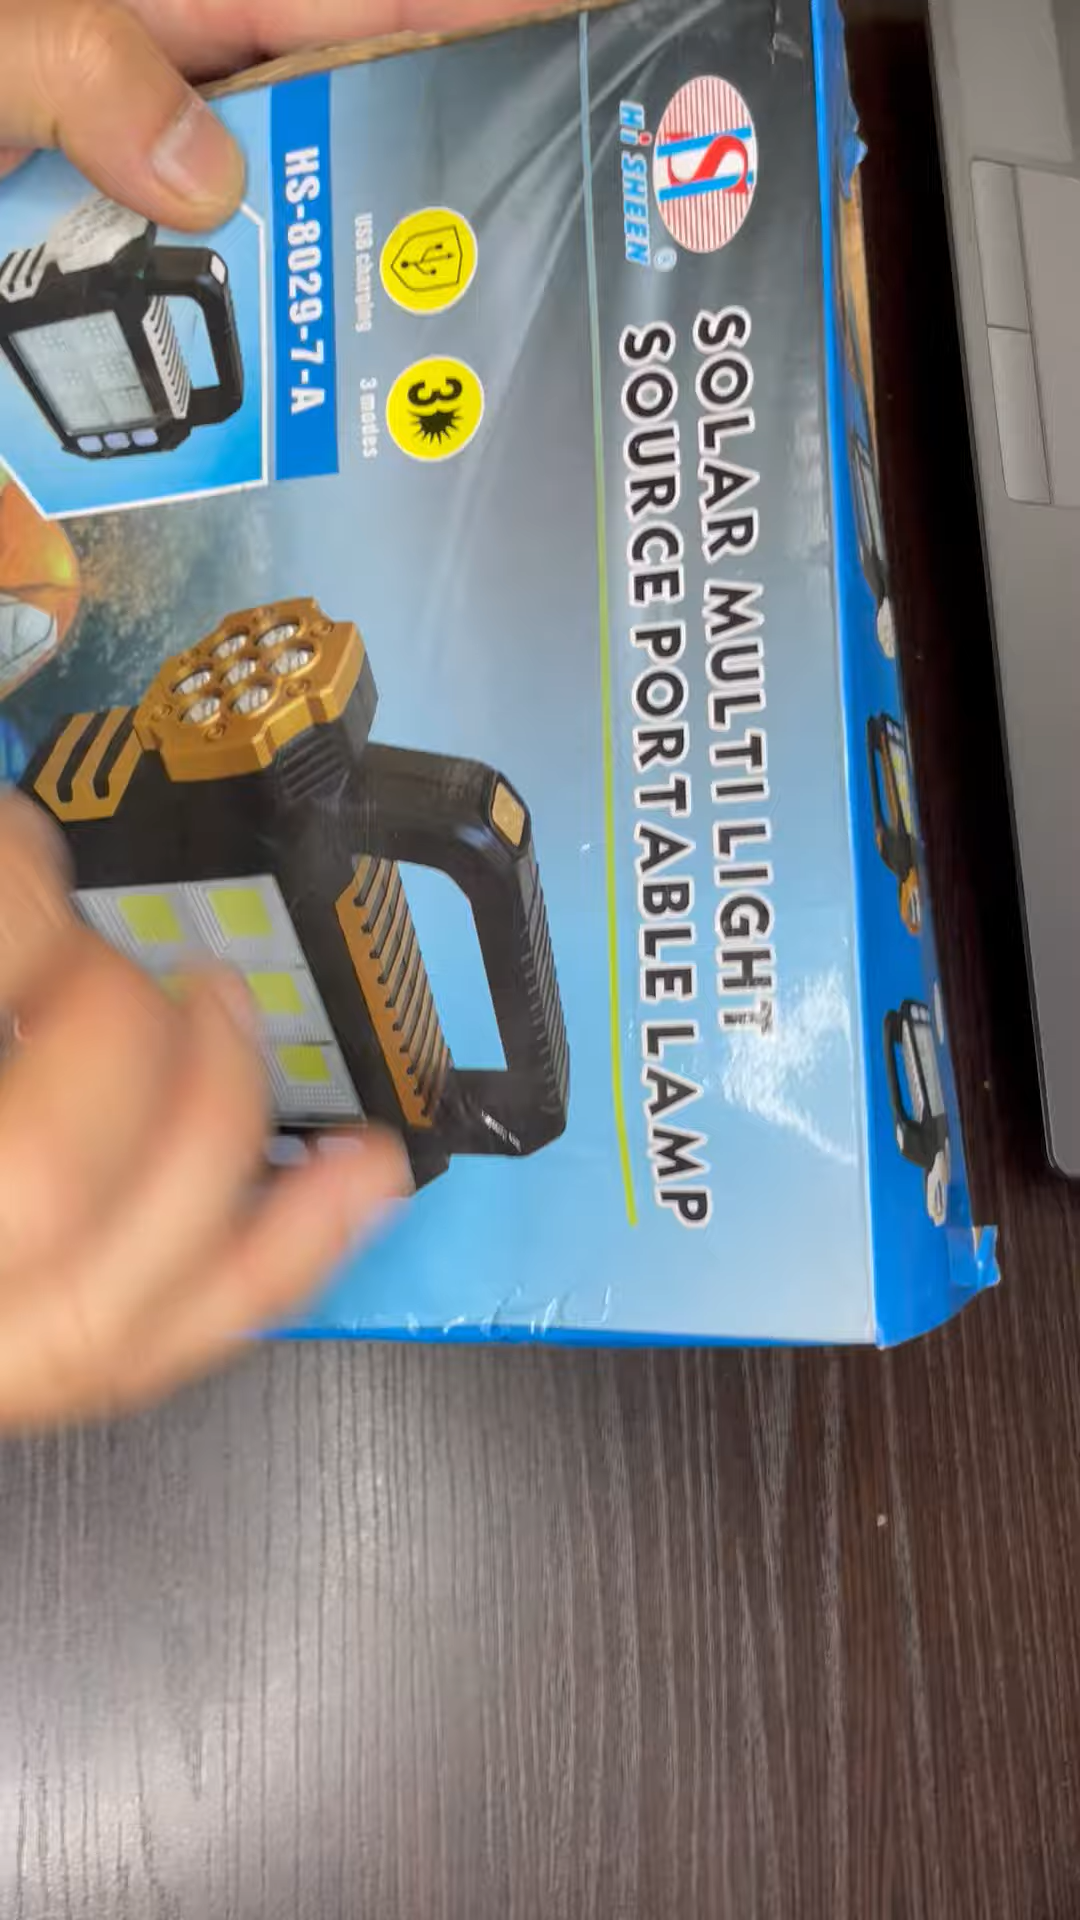 Hi SHEEN
SOLAR MULTI LIGHT
SOURCE PORTABLE LAMP
USB charging
3
3 modes
HS-8029-7-A